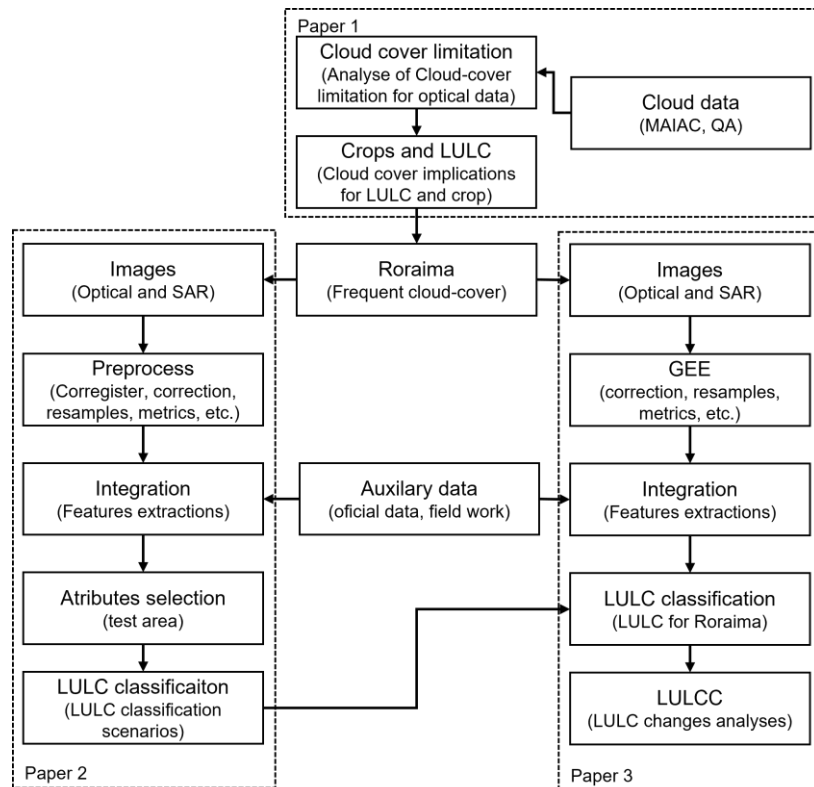 Paper 1
Cloud cover limitation
(Analyse of Cloud-cover
limitation for optical data)
Cloud data
(MAIAC, QA)
Crops and LULC
(Cloud cover implications
for LULC and crop)
Images
(Optical and SAR)
Roraima
(Frequent cloud-cover)
Images
(Optical and SAR)
Preprocess
(Corregister, correction,
resamples, metrics, etc.)
GEE
(correction, resamples,
metrics, etc.)
Integration
(Features extractions)
Auxilary data
(oficial data, field work)
Integration
(Features extractions)
Atributes selection
(test area)
LULC classification
(LULC for Roraima)
LULC classificaiton
(LULC classification
scenarios)
LULCC
(LULC changes analyses)
Paper 2
Paper 3